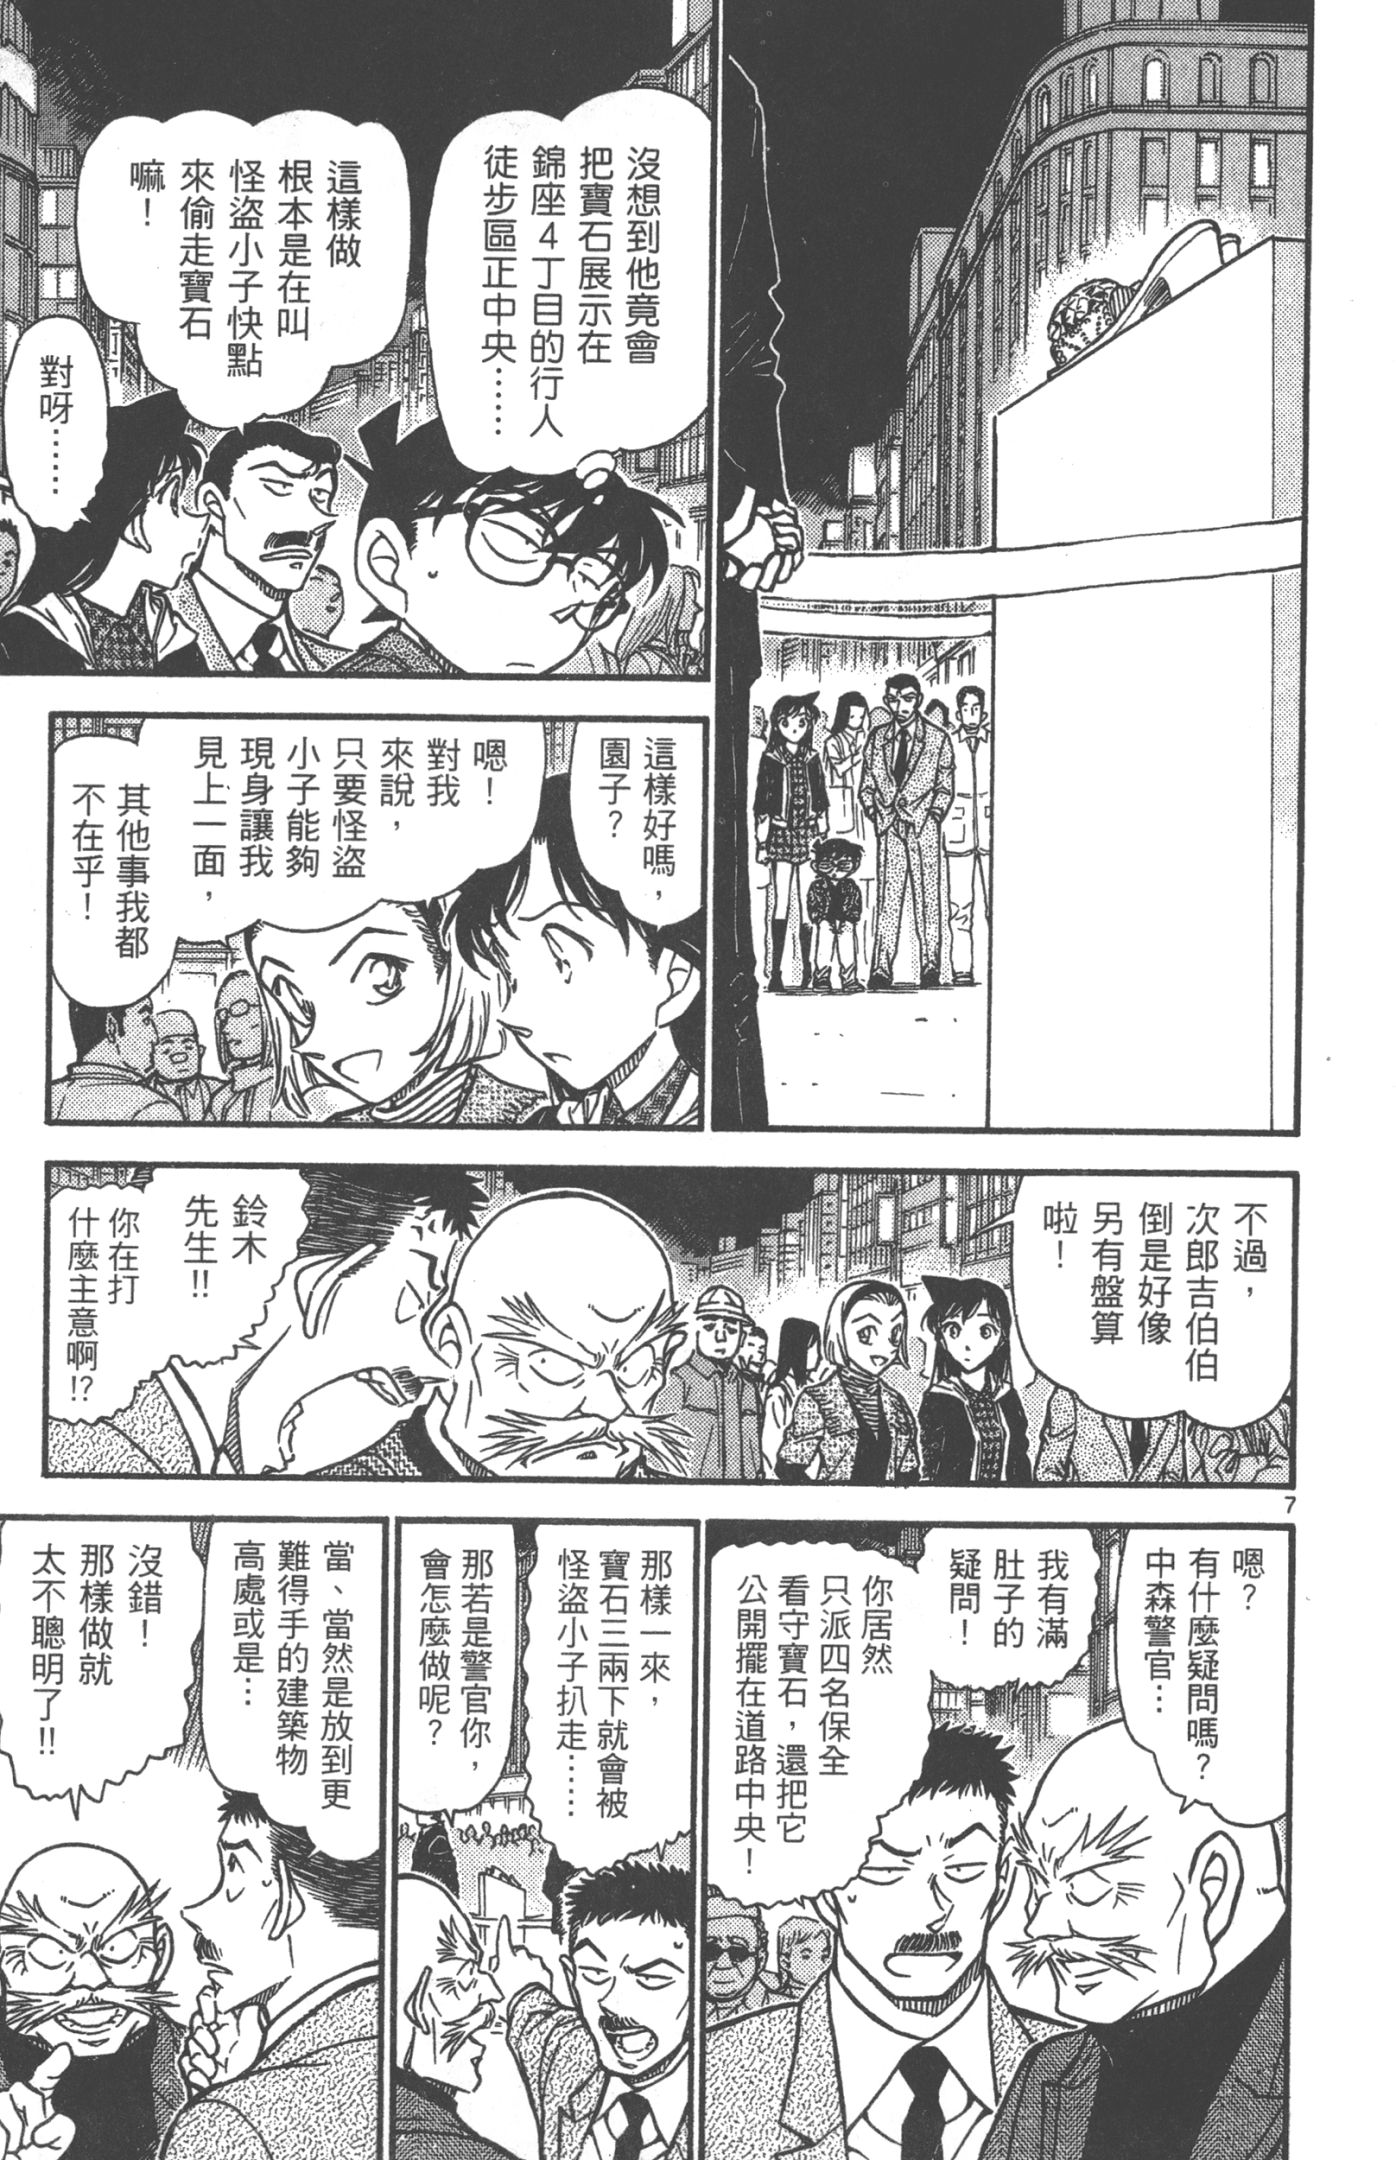 沒想到他竟會
把寶石展示在
錦座4丁目的行人
徒步區正中央……
這樣做
根本是在叫
怪盜小子快點
來偷走寶石
嘛！
對呀……
這樣好嗎，
園子？
嗯！
對我
來說，
只要怪盜
小子能夠
現身讓我
見上一面，
其他事我都
不在乎！
不過，
次郎吉伯伯
倒是好像
另有盤算
啦！
鈴木
先生!!
你在打
什麼主意啊!?
7
嗯？
有什麼疑問嗎？
中森警官…
我有滿
肚子的
疑問！
你居然
只派四名保全
看守寶石，還把它
公開擺在道路中央！
那樣一來，
寶石三兩下就會被
怪盜小子扒走……
那若是警官你，
會怎麼做呢？
當、當然是放到更
難得手的建築物
高處或是…
沒錯！
那樣做就
太不聰明了!!